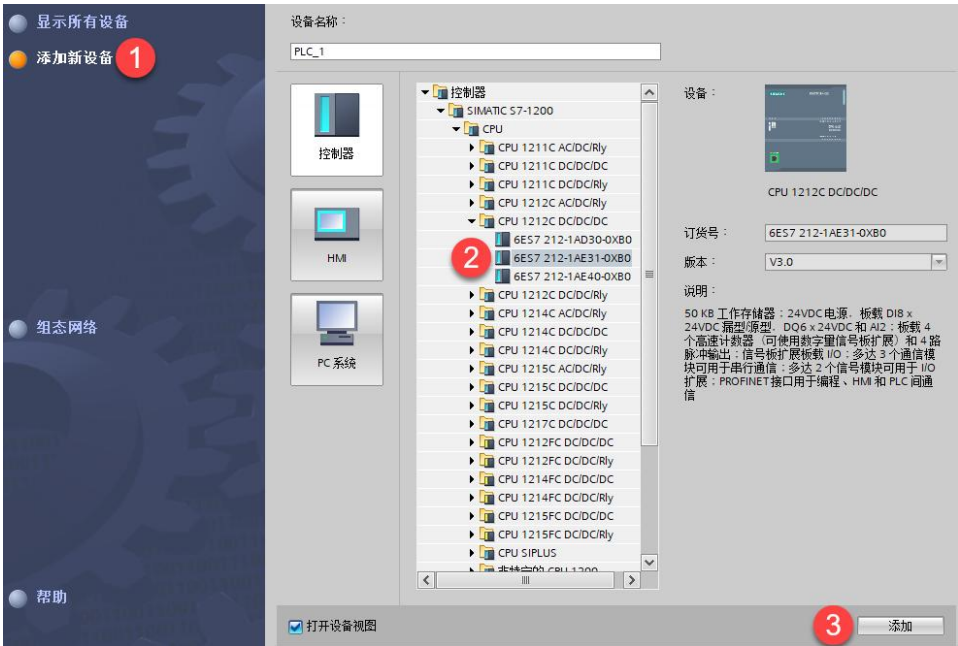 显示所有设备
添加新设备
1
组态网络
帮助
设备名称：
PLC_1
控制器
HMI
PC 系统
控制器
SIMATIC S7-1200
CPU
CPU 1211C AC/DC/Rly
CPU 1211C DC/DC/DC
CPU 1211C DC/DC/Rly
CPU 1212C AC/DC/Rly
CPU 1212C DC/DC/DC
6ES7 212-1AD30-0XB0
2
6ES7 212-1AE31-0XB0
6ES7 212-1AE40-0XB0
CPU 1212C DC/DC/Rly
CPU 1214C AC/DC/Rly
CPU 1214C DC/DC/DC
CPU 1214C DC/DC/Rly
CPU 1215C AC/DC/Rly
CPU 1215C DC/DC/DC
CPU 1215C DC/DC/Rly
CPU 1217C DC/DC/DC
CPU 1212FC DC/DC/DC
CPU 1212FC DC/DC/Rly
CPU 1214FC DC/DC/DC
CPU 1214FC DC/DC/Rly
CPU 1215FC DC/DC/DC
CPU 1215FC DC/DC/Rly
CPU SIPLUS
非特定的 CPU 1200
设备：
CPU 1212C DC/DC/DC
订货号： 6ES7 212-1AE31-0XB0
版本： V3.0
说明：
50 KB 工作存储器；24VDC 电源，板载 DI8 x
24VDC 漏型/源型，DQ6 x 24VDC 和 AI2；板载 4
个高速计数器（可使用数字量信号板扩展）和 4 路
脉冲输出；信号板扩展板载 I/O；多达 3 个通信模
块可用于串行通信；多达 2 个信号模块可用于 I/O
扩展；PROFINET 接口用于编程、HMI 和 PLC 间通
信
打开设备视图
3
添加